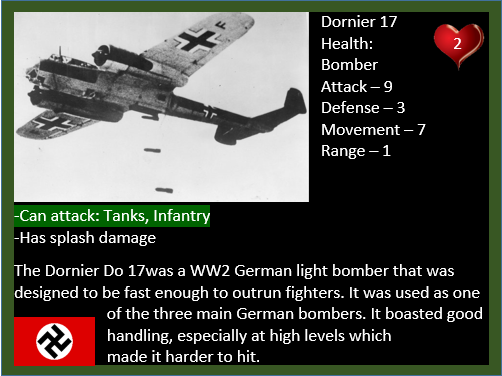 Dornier 17
Health:
2
Bomber
Attack – 9
Defense – 3
Movement – 7
Range – 1
F
-Can attack: Tanks, Infantry
-Has splash damage
The Dornier Do 17was a WW2 German light bomber that was
designed to be fast enough to outrun fighters. It was used as one
of the three main German bombers. It boasted good
handling, especially at high levels which
made it harder to hit.